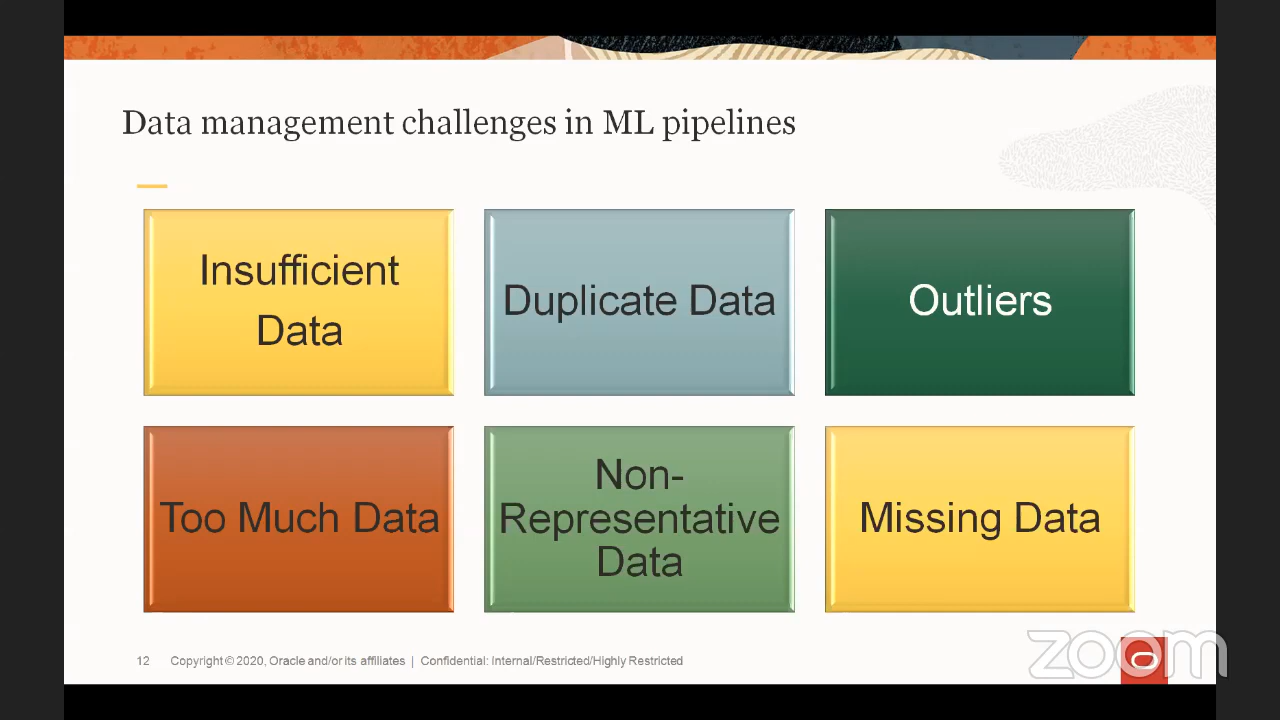 Data management challenges in ML pipelines
Insufficient
Data
Duplicate Data
Outliers
Too Much Data
Non-
Representative
Data
Missing Data
12 Copyright © 2020, Oracle and/or its affiliates | Confidential: Internal/Restricted/Highly Restricted
zoom